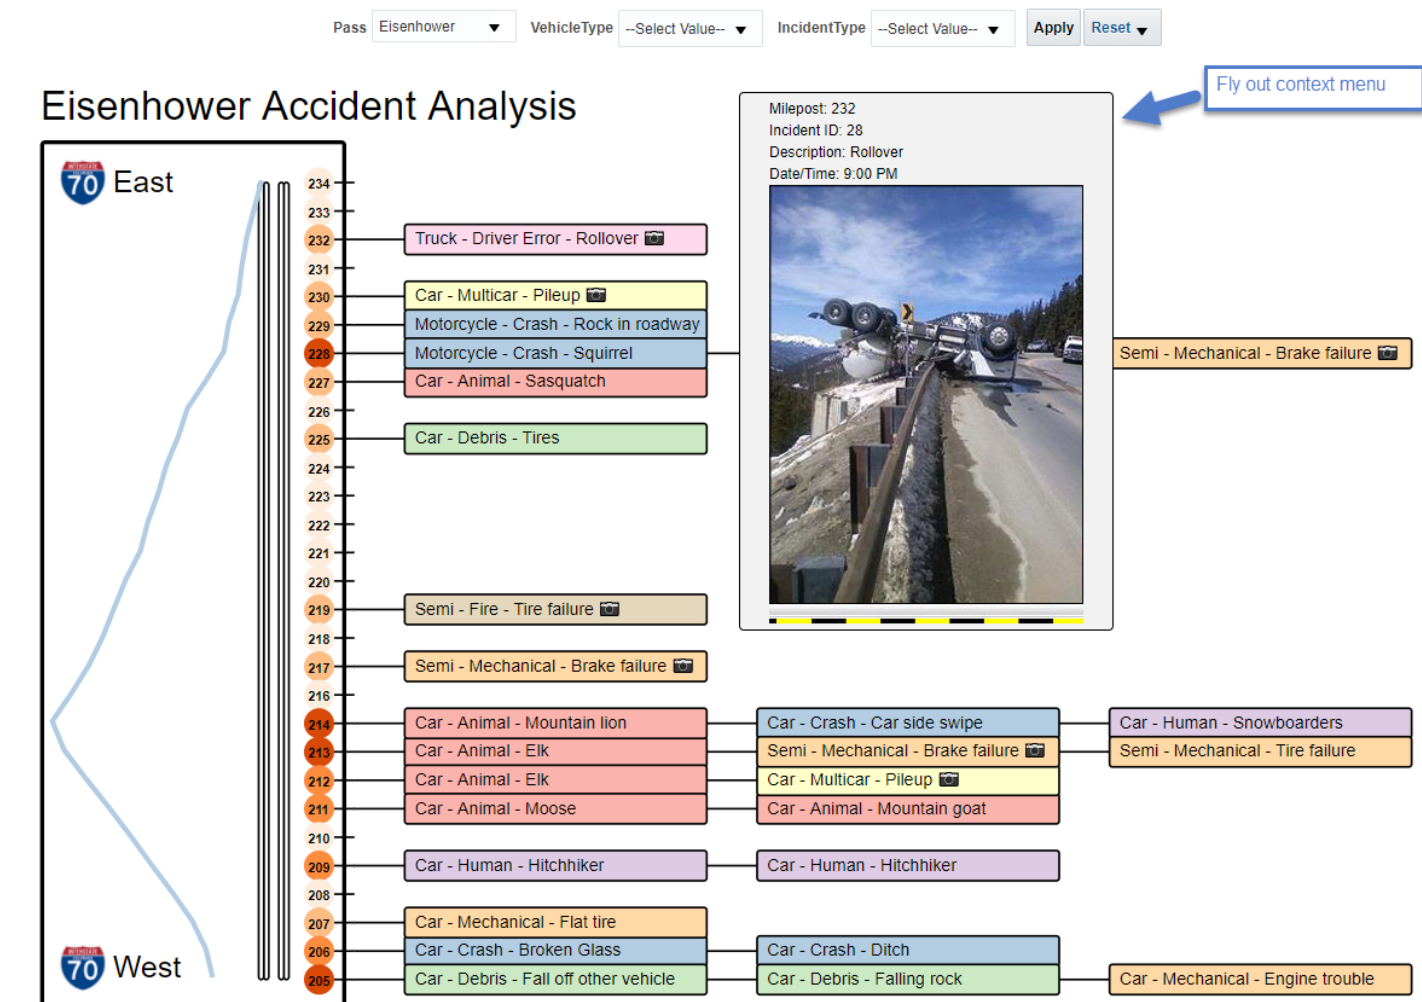 Pass Eisenhower VehicleType --Select Value-- IncidentType --Select Value-- Apply Reset
Fly out context menu
Eisenhower Accident Analysis
Milepost: 232
Incident ID: 28
Description: Rollover
Date/Time: 9:00 PM
INTERSTATE
70 East
234
233
232 Truck - Driver Error - Rollover
231
230 Car - Multicar - Pileup
229 Motorcycle - Crash - Rock in roadway
228 Motorcycle - Crash - Squirrel Semi - Mechanical - Brake failure
227 Car - Animal - Sasquatch
226
225 Car - Debris - Tires
224
223
222
221
220
219 Semi - Fire - Tire failure
218
217 Semi - Mechanical - Brake failure
216
214 Car - Animal - Mountain lion Car - Crash - Car side swipe Car - Human - Snowboarders
213 Car - Animal - Elk Semi - Mechanical - Brake failure Semi - Mechanical - Tire failure
212 Car - Animal - Elk Car - Multicar - Pileup
211 Car - Animal - Moose Car - Animal - Mountain goat
210
209 Car - Human - Hitchhiker Car - Human - Hitchhiker
208
207 Car - Mechanical - Flat tire
206 Car - Crash - Broken Glass Car - Crash - Ditch
INTERSTATE
70 West
205 Car - Debris - Fall off other vehicle Car - Debris - Falling rock Car - Mechanical - Engine trouble